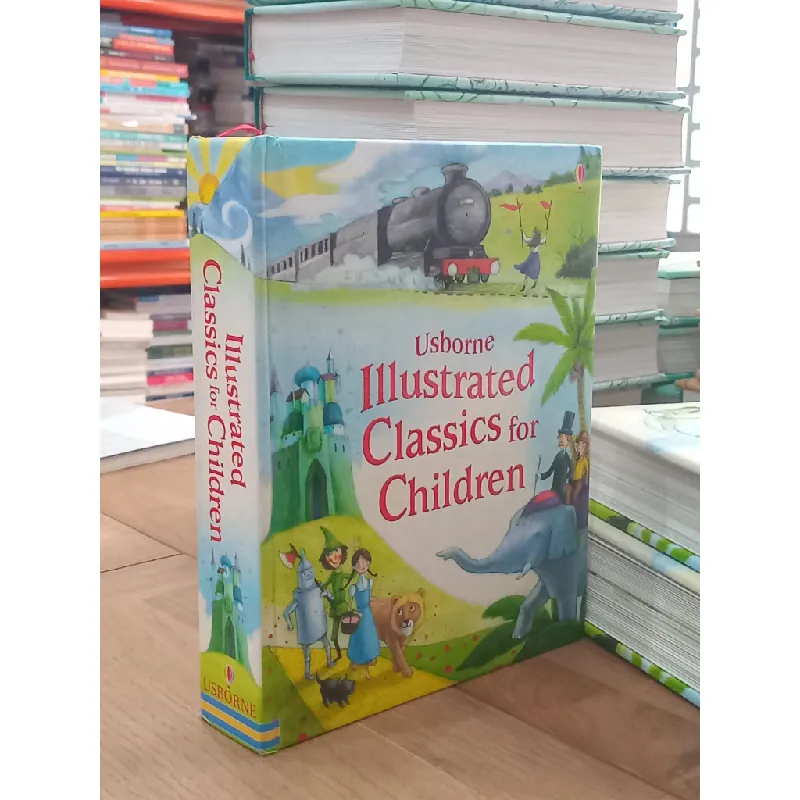 Usborne
Illustrated
Classics for
Children
Illustrated
Classics for Children
USBORNE